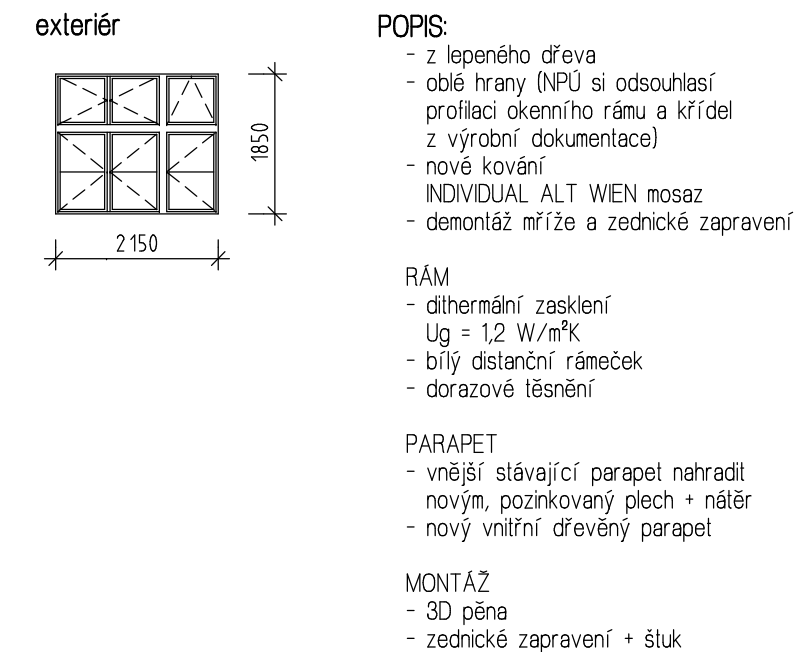 exteriér
1850
2150
POPIS:
- z lepeného dřeva
- oblé hrany (NPÚ si odsouhlasí
profilaci okenního rámu a křídel
z výrobní dokumentace)
- nové kování
INDIVIDUAL ALT WIEN mosaz
- demontáž mříže a zednické zapravení
RÁM
- dithermální zasklení
Ug = 1,2 W/m²K
- bílý distanční rámeček
- dorazové těsnění
PARAPET
- vnější stávající parapet nahradit
novým, pozinkovaný plech + nátěr
- nový vnitřní dřevěný parapet
MONTÁŽ
- 3D pěna
- zednické zapravení + štuk